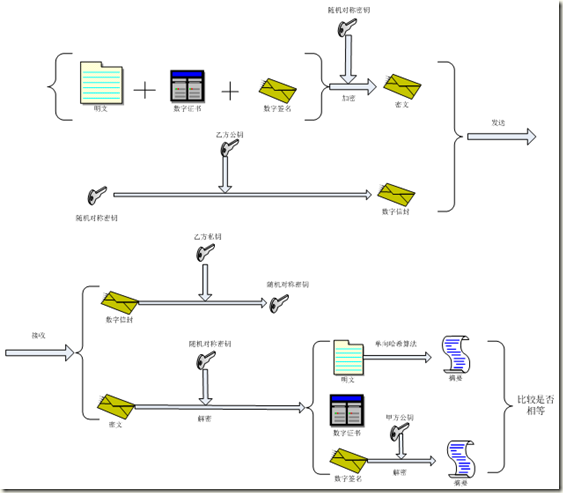 随机对称密钥
明文
数字证书
数字签名
加密
密文
发送
乙方公钥
随机对称密钥
数字信封
乙方私钥
随机对称密钥
数字信封
接收
随机对称密钥
密文
解密
单向哈希算法
明文
摘要
数字证书
甲方公钥
比较是否
相等
数字签名
解密
摘要